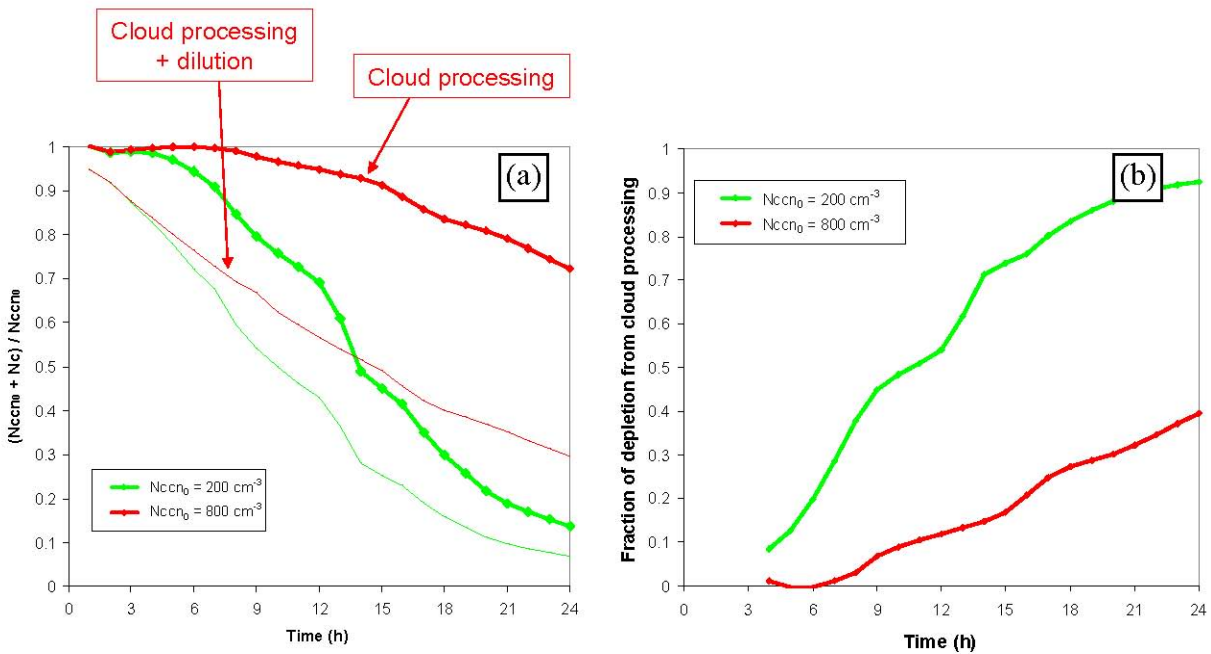 Cloud processing
+ dilution
Cloud processing
(a)
1
0.9
0.8
0.7
0.6
0.5
0.4
0.3
0.2
0.1
0
(Nccn₀ + Nc) / Nccn₀
Nccn₀ = 200 cm⁻³
Nccn₀ = 800 cm⁻³
0 3 6 9 12 15 18 21 24
Time (h)
(b)
1
0.9
0.8
0.7
0.6
0.5
0.4
0.3
0.2
0.1
0
Fraction of depletion from cloud processing
Nccn₀ = 200 cm⁻³
Nccn₀ = 800 cm⁻³
0 3 6 9 12 15 18 21 24
Time (h)